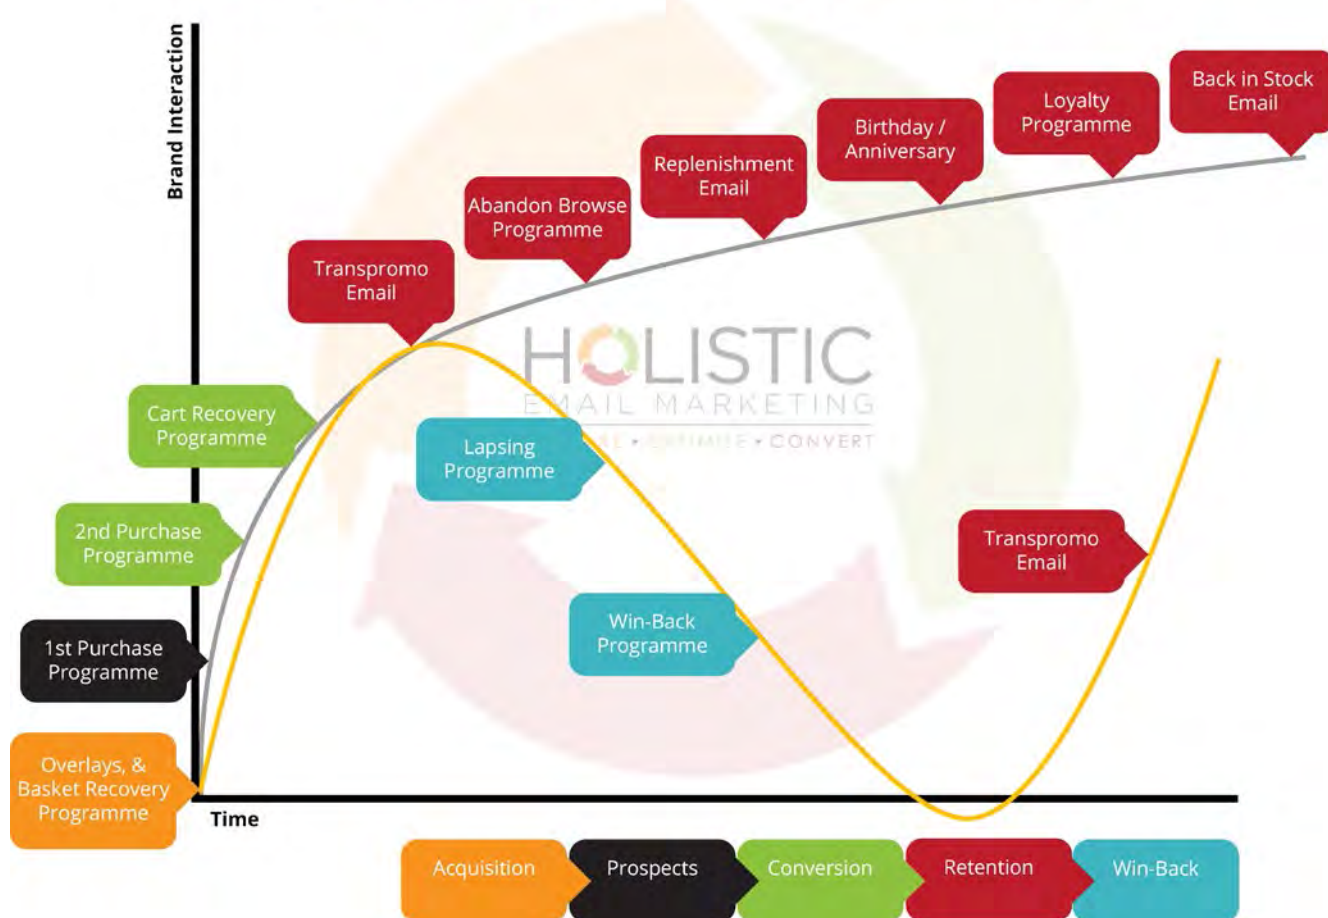 Brand Interaction
Back in Stock
Email
Loyalty
Programme
Birthday /
Anniversary
Replenishment
Email
Abandon Browse
Programme
Transpromo
Email
HOLISTIC
EMAIL MARKETING
• OPTIMISE • CONVERT
Cart Recovery
Programme
Lapsing
Programme
2nd Purchase
Programme
Transpromo
Email
Win-Back
Programme
1st Purchase
Programme
Overlays, &
Basket Recovery
Programme
Time
Acquisition
Prospects
Conversion
Retention
Win-Back